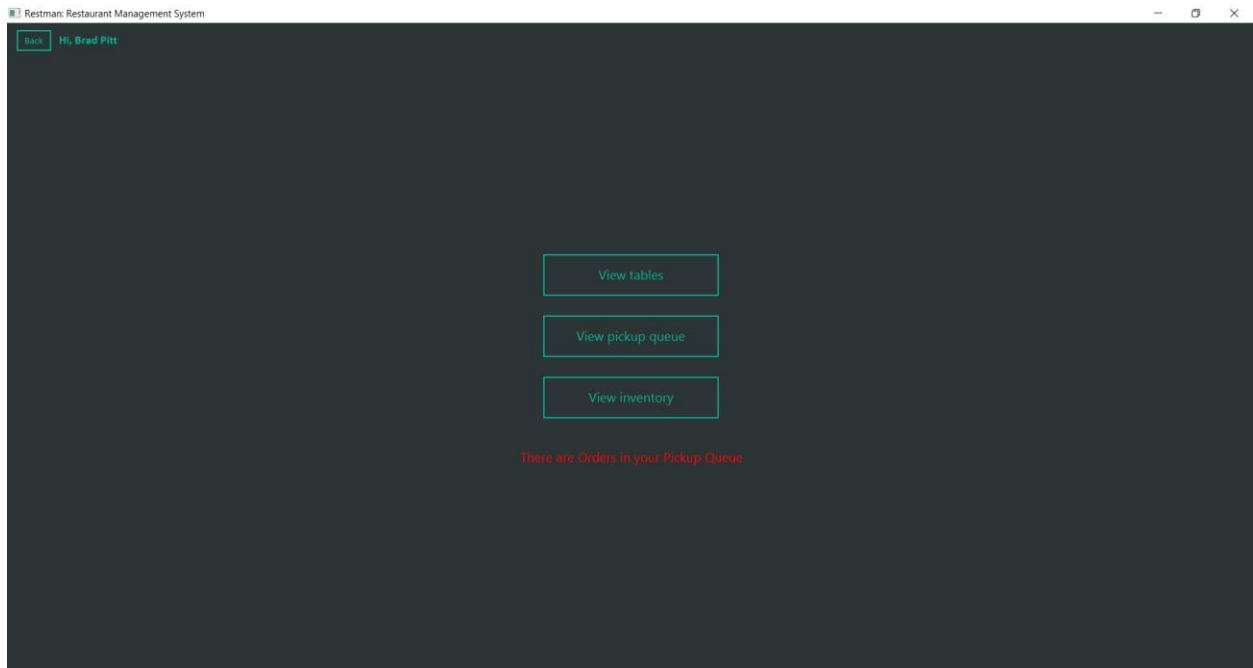 Restman: Restaurant Management System
Back Hi, Brad Pitt
View tables
View pickup queue
View inventory
There are Orders in your Pickup Queue